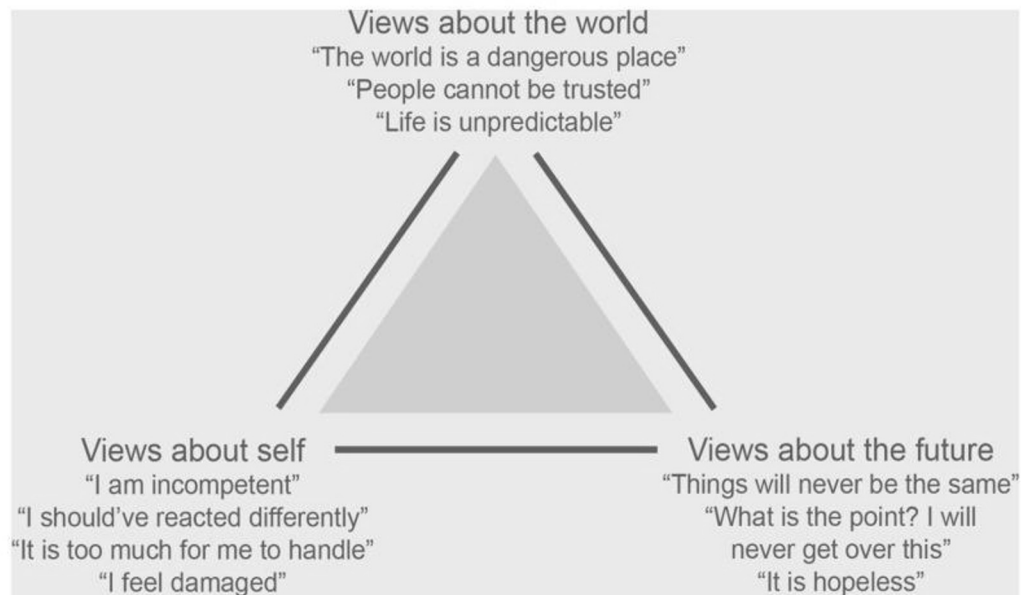 Views about the world
“The world is a dangerous place”
“People cannot be trusted”
“Life is unpredictable”
Views about self
“I am incompetent”
“I should’ve reacted differently”
“It is too much for me to handle”
“I feel damaged”
Views about the future
“Things will never be the same”
“What is the point? I will
never get over this”
“It is hopeless”